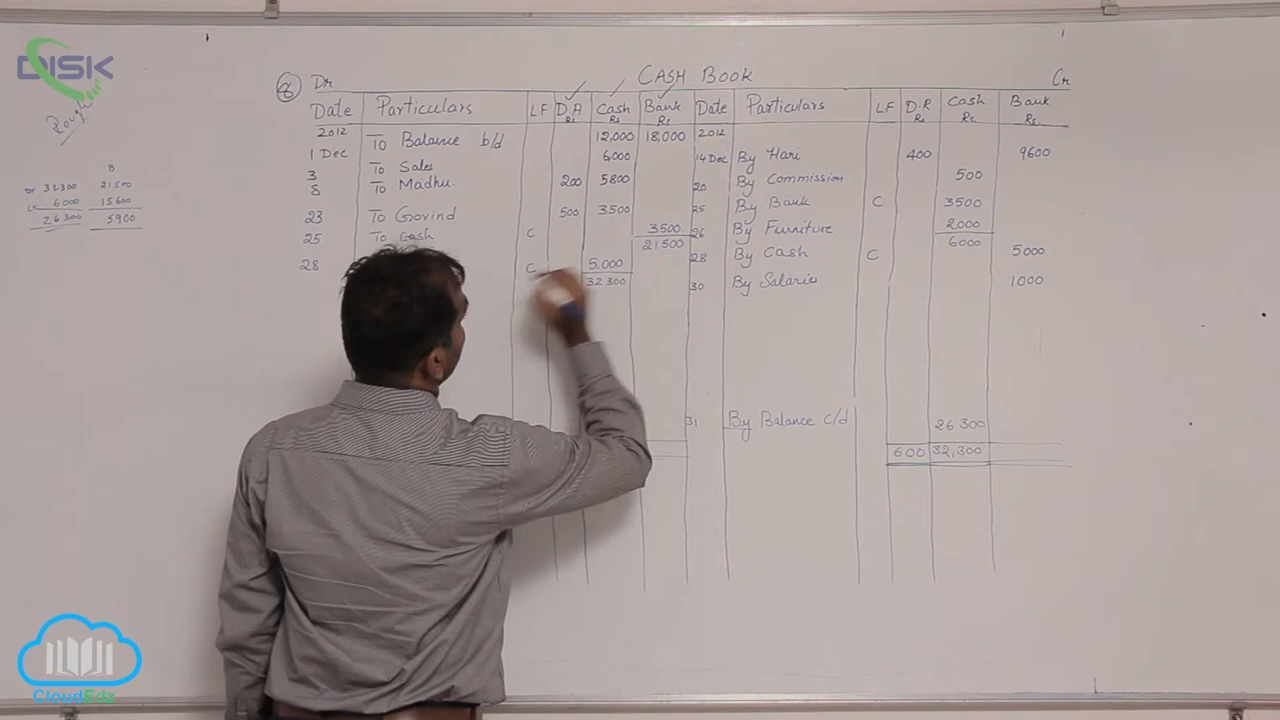 DISK
Rough
B
Dr 32300 21500
Cr 6000 15600
26300 5900
8 Dr CASH BOOK Cr
Date Particulars LF D.A Rs Cash Rs Bank Rs Date Particulars LF D.R Rs Cash Rs Bank Rs
2012 To Balance b/d 12,000 18,000 2012
1 Dec 14 Dec By Hari 400 9600
3 To Sales 6000
8 To Madhu. 200 5800 20 By Commission 500
23 To Govind 500 3500 25 By Bank C 3500
25 To Cash C 3500 26 By Furniture 2000
21500 6000
28 C 5,000 28 By Cash C 5000
32300 30 By Salaries 1000
31 By Balance c/d 26300
600 32,300
CloudEdz